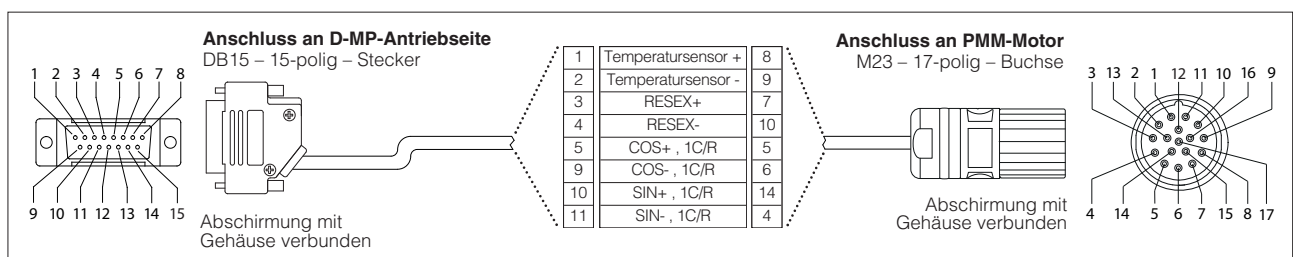 Anschluss an D-MP-Antriebseite
DB15 – 15-polig – Stecker
1 2 3 4 5 6 7 8
9 10 11 12 13 14 15
Abschirmung mit
Gehäuse verbunden
1 Temperatursensor + 8
2 Temperatursensor - 9
3 RESEX+ 7
4 RESEX- 10
5 COS+ , 1C/R 5
9 COS- , 1C/R 6
10 SIN+ , 1C/R 14
11 SIN- , 1C/R 4
Anschluss an PMM-Motor
M23 – 17-polig – Buchse
Abschirmung mit
Gehäuse verbunden
3 13 2 1 12 11 10 16 9
4 14 5 6 7 15 8 17